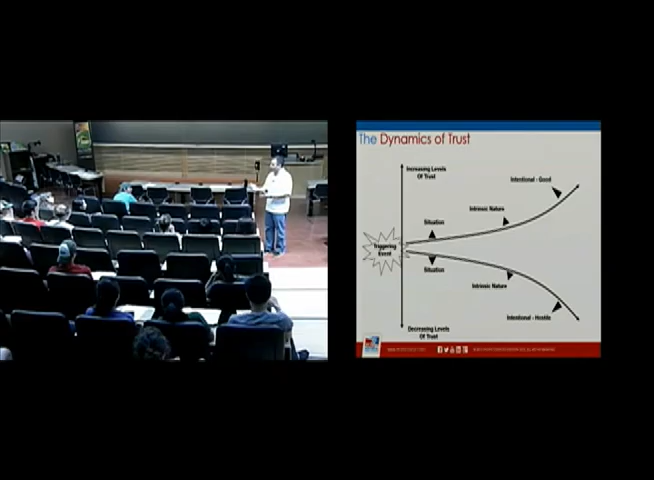 The Dynamics of Trust
Increasing Levels
Of Trust
Intentional - Good
Intrinsic Nature
Situation
Triggering
Event
Situation
Intrinsic Nature
Intentional - Hostile
Decreasing Levels
Of Trust